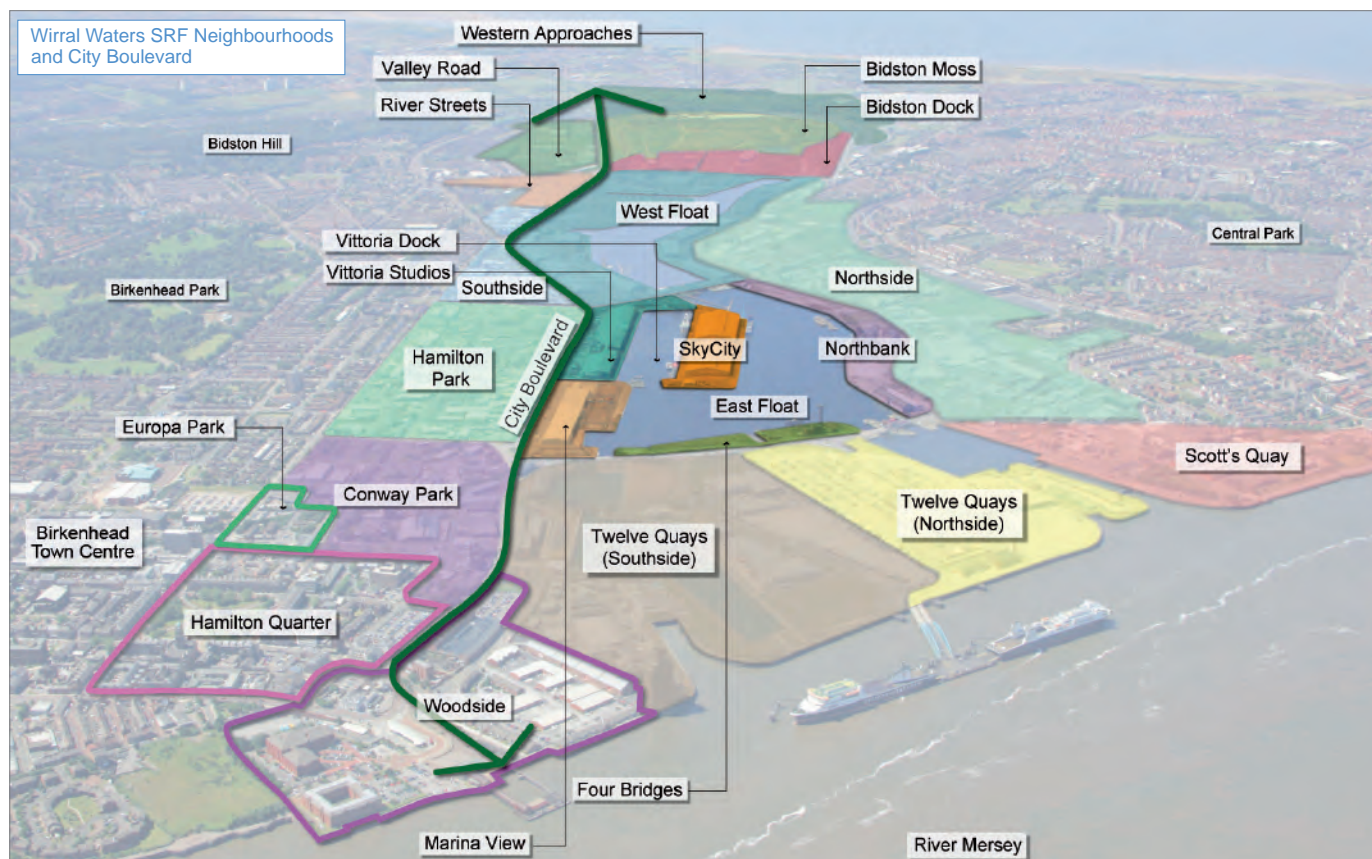 Wirral Waters SRF Neighbourhoods
and City Boulevard
Western Approaches
Valley Road
Bidston Moss
River Streets
Bidston Dock
Bidston Hill
West Float
Central Park
Vittoria Dock
Vittoria Studios
Northside
Birkenhead Park
Southside
City Boulevard
SkyCity
Northbank
Hamilton
Park
East Float
Europa Park
Scott's Quay
Conway Park
Twelve Quays
(Northside)
Birkenhead
Town Centre
Twelve Quays
(Southside)
Hamilton Quarter
Woodside
Four Bridges
Marina View
River Mersey